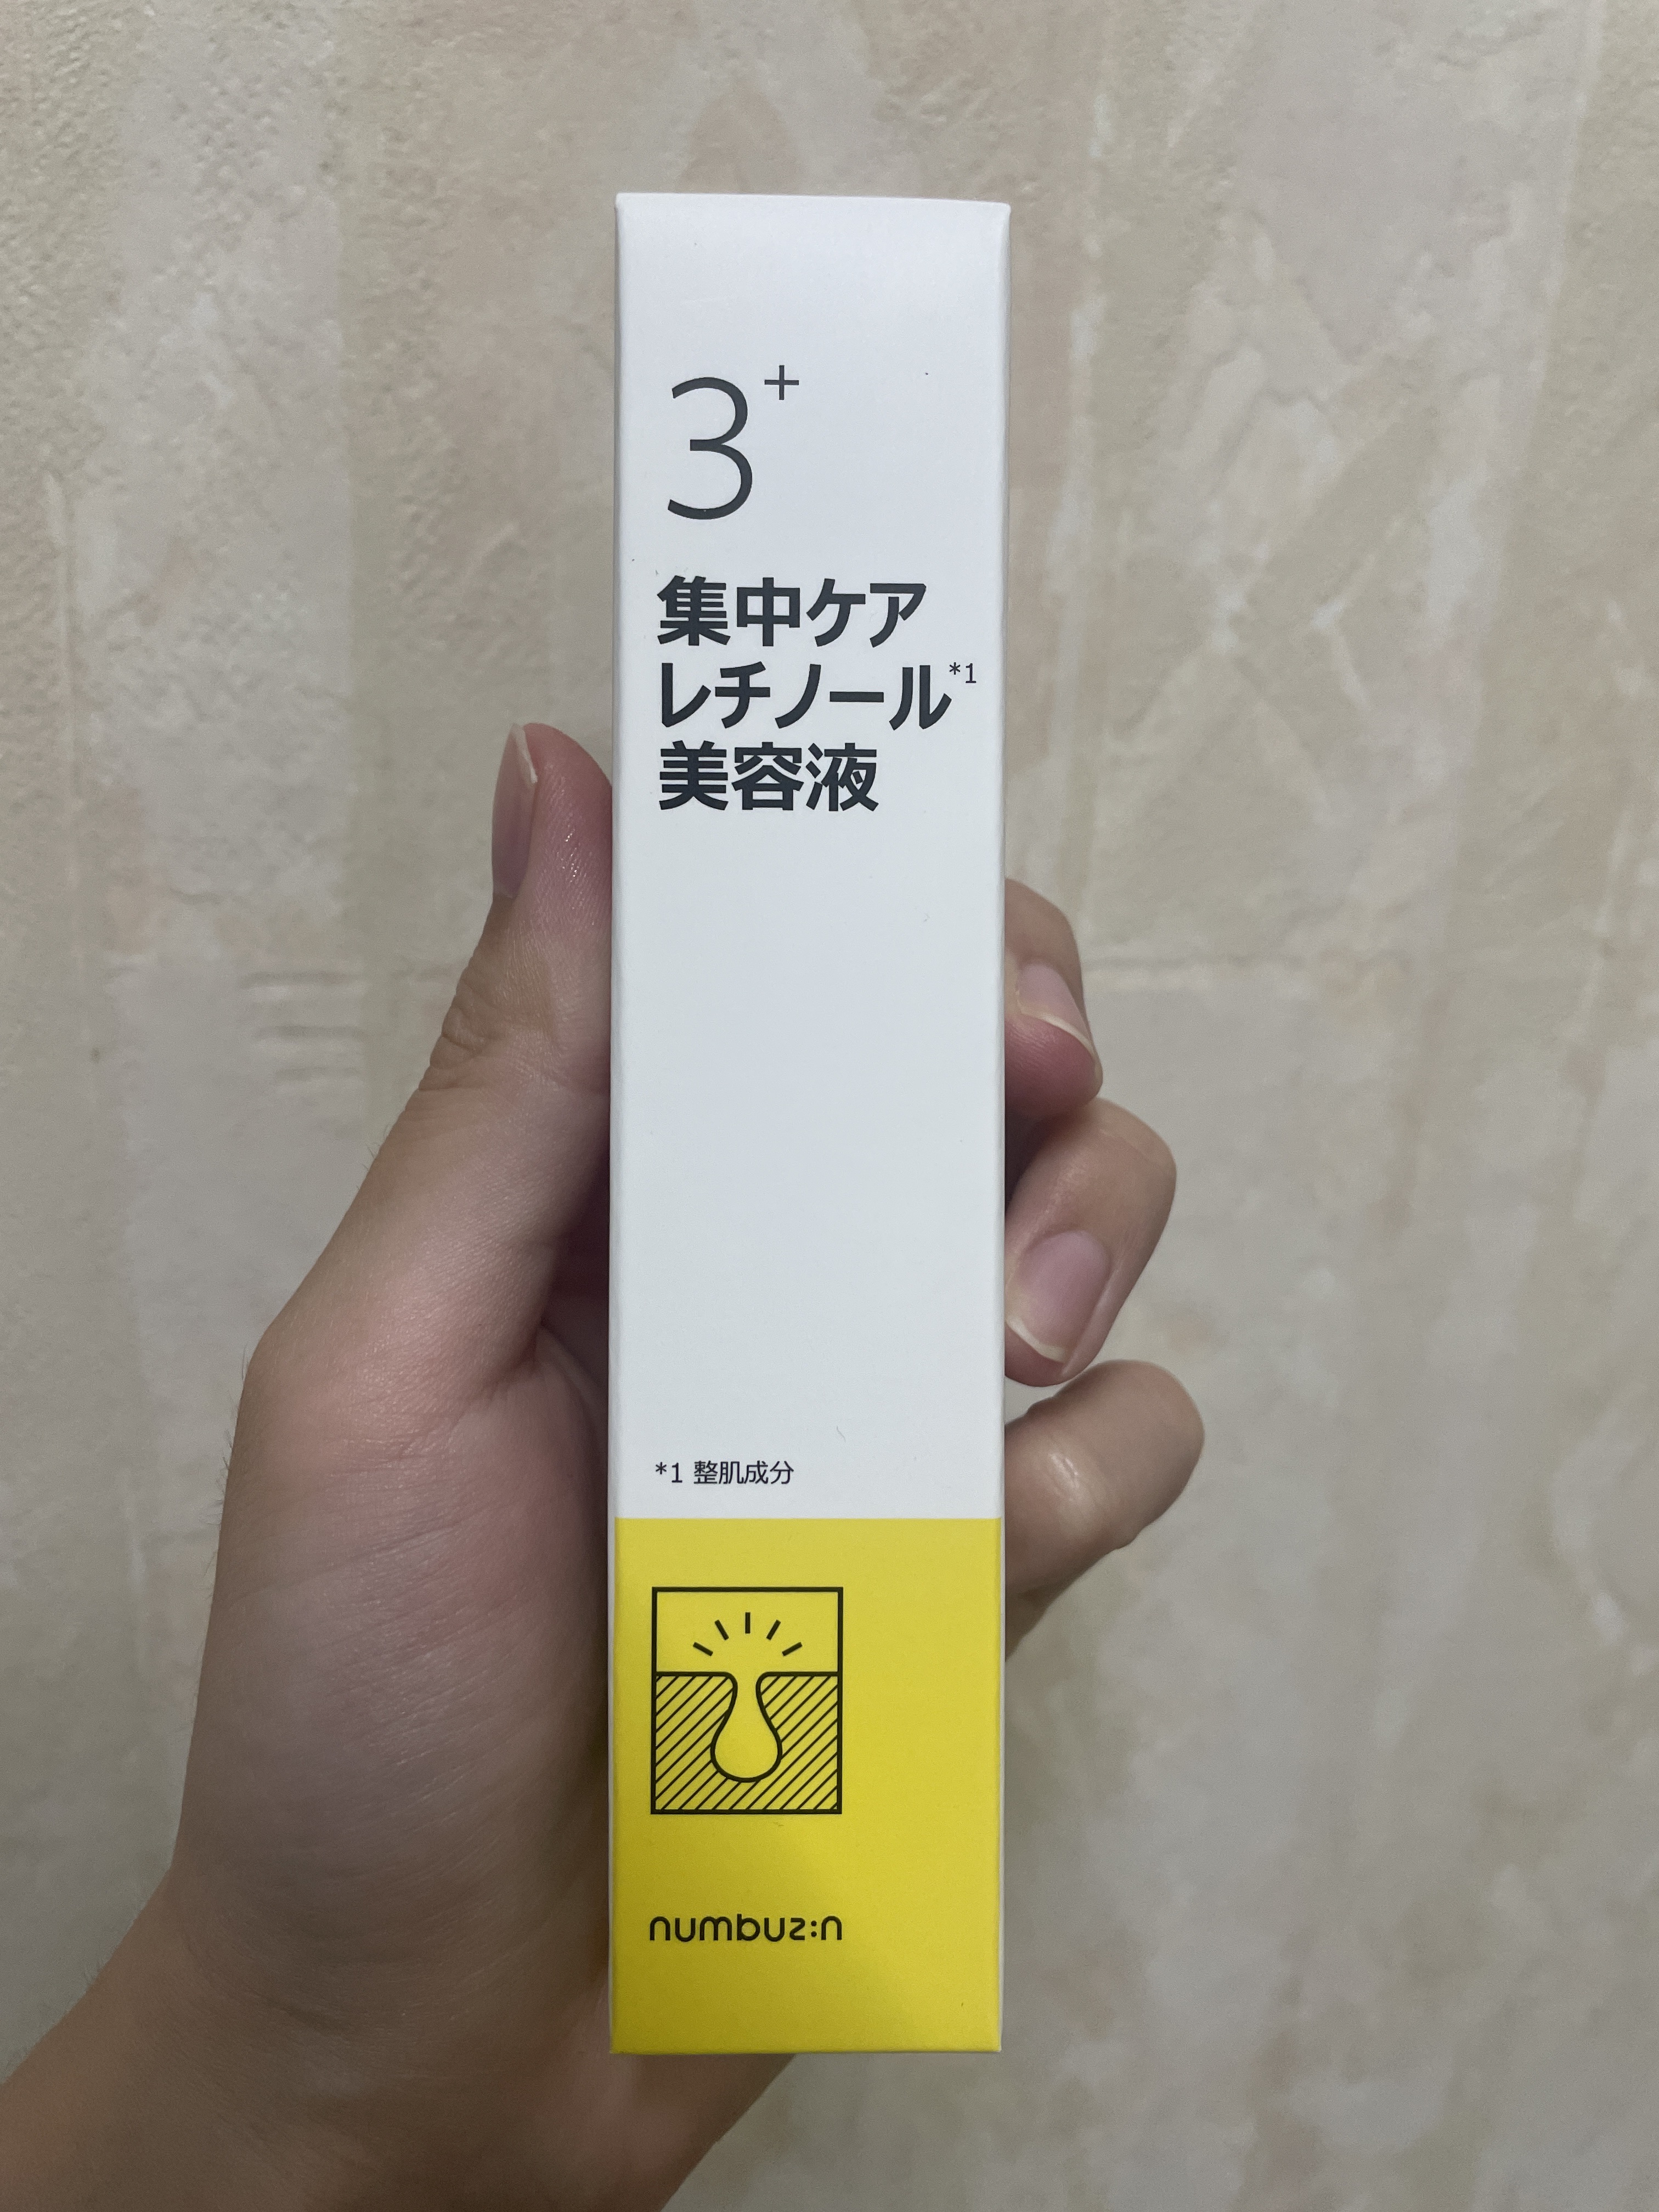 3+
集中ケア
レチノール*1
美容液
*1 整肌成分
numbuz:n